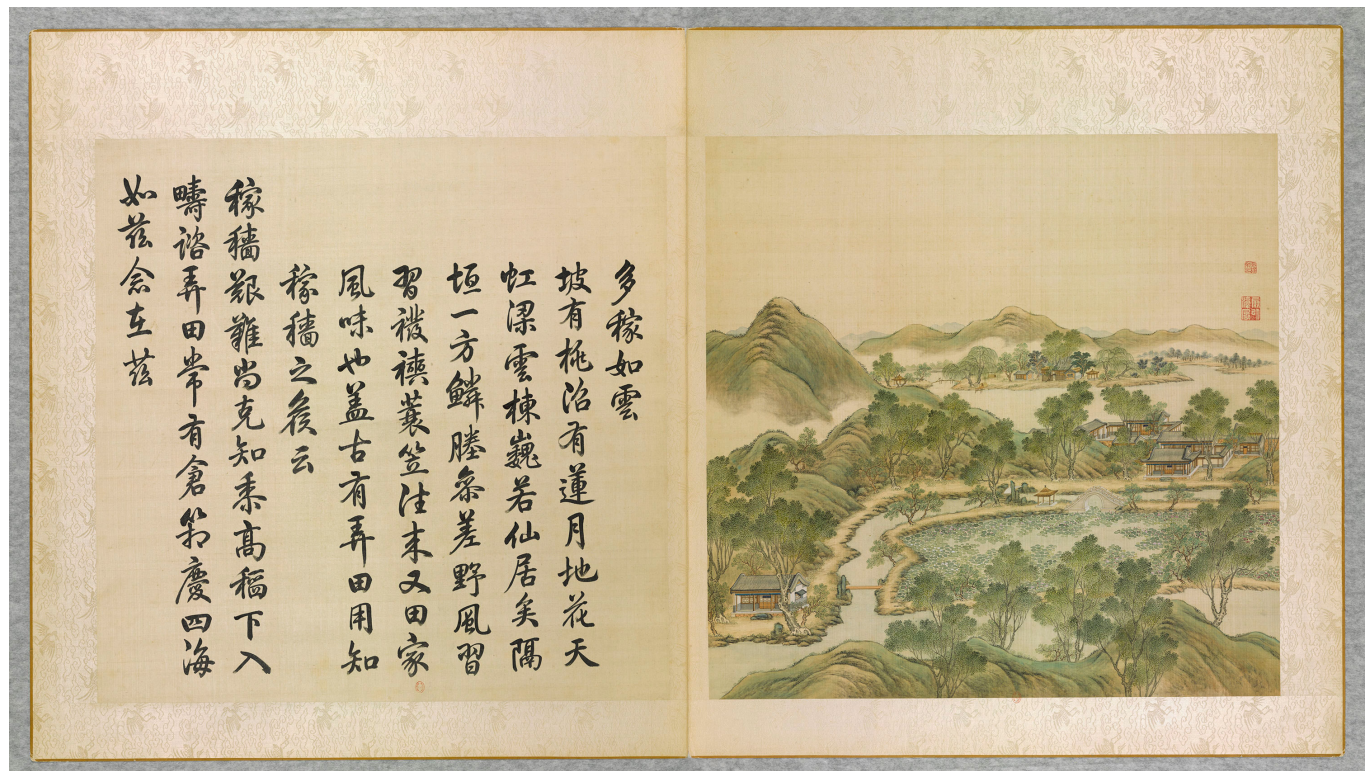 多稼如雲
坡有桃沼有蓮月地花天
虹梁雲棟巍若仙居矣隔
垣一方鱗塍參差野風習
習襏襫蓑笠往來又田家
風味也盖古有弄田用知
稼穡之候云
稼穡艱難尚克知黍高稻下入
疇諮弄田常有倉箱慶四海
如茲念在茲